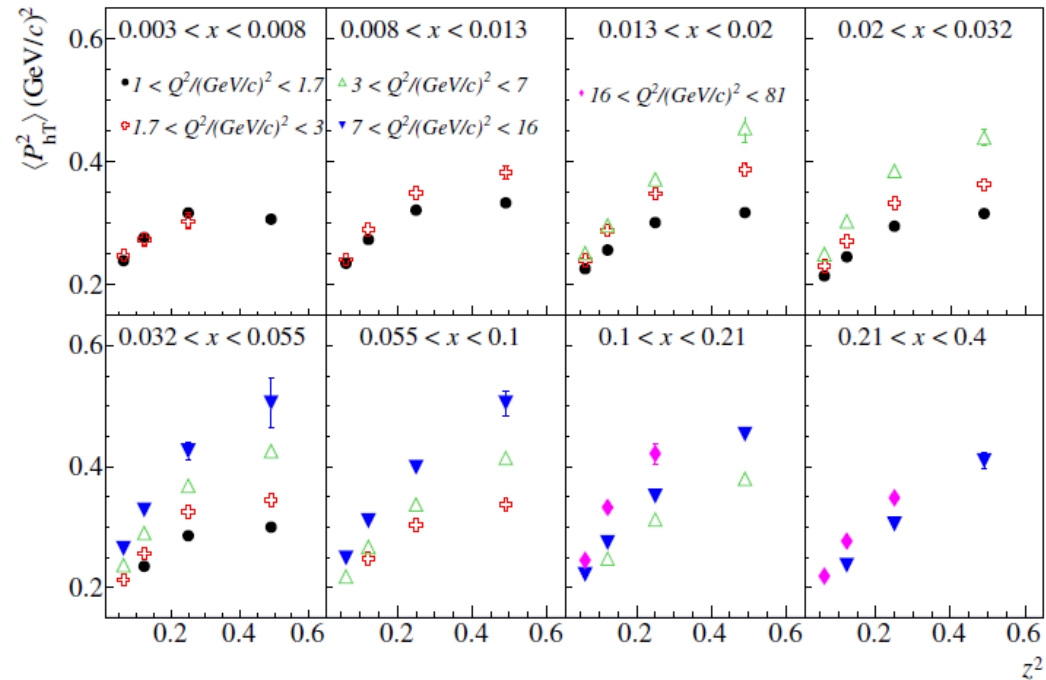 ⟨P²hT⟩ (GeV/c)²
0.6
0.4
0.2
0.003 < x < 0.008
0.008 < x < 0.013
0.013 < x < 0.02
0.02 < x < 0.032
1 < Q²/(GeV/c)² < 1.7
3 < Q²/(GeV/c)² < 7
16 < Q²/(GeV/c)² < 81
1.7 < Q²/(GeV/c)² < 3
7 < Q²/(GeV/c)² < 16
0.6
0.4
0.2
0.032 < x < 0.055
0.055 < x < 0.1
0.1 < x < 0.21
0.21 < x < 0.4
0.2 0.4 0.6
0.2 0.4 0.6
0.2 0.4 0.6
0.2 0.4 0.6
z²